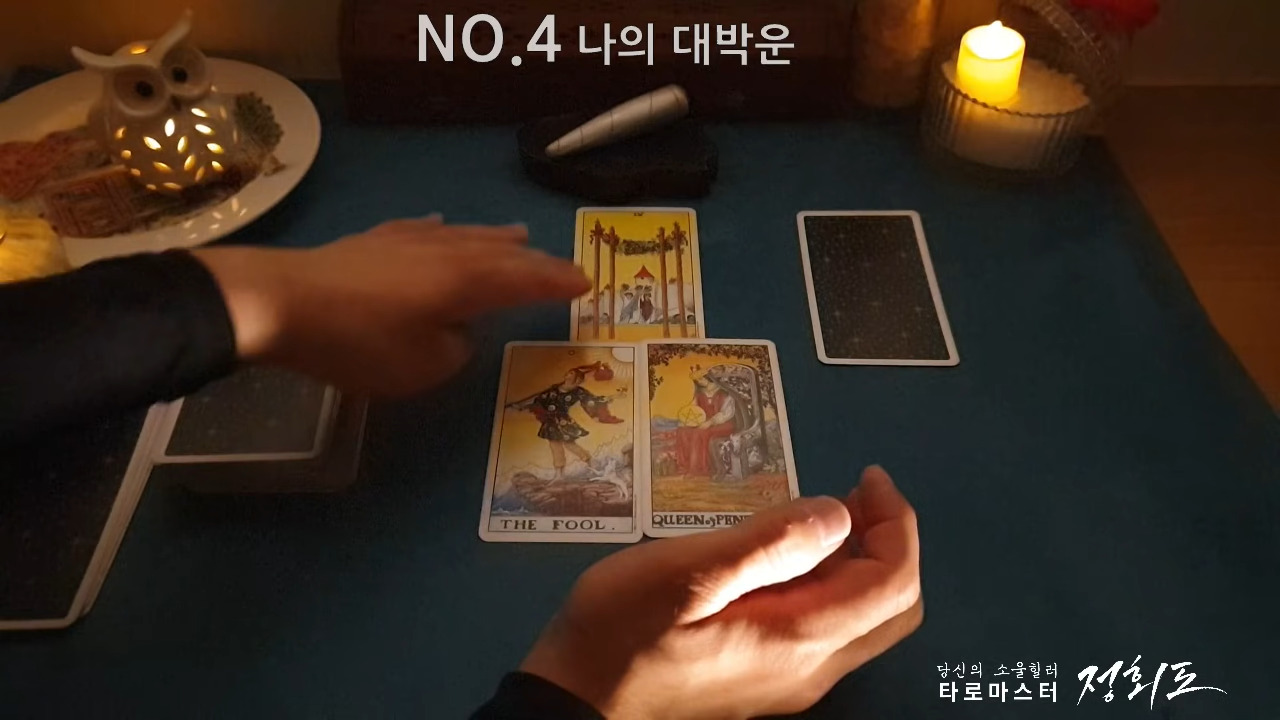 NO.4 나의 대박운
THE FOOL.
QUEEN of PEN
당신의 소울힐러
타로마스터 정회도